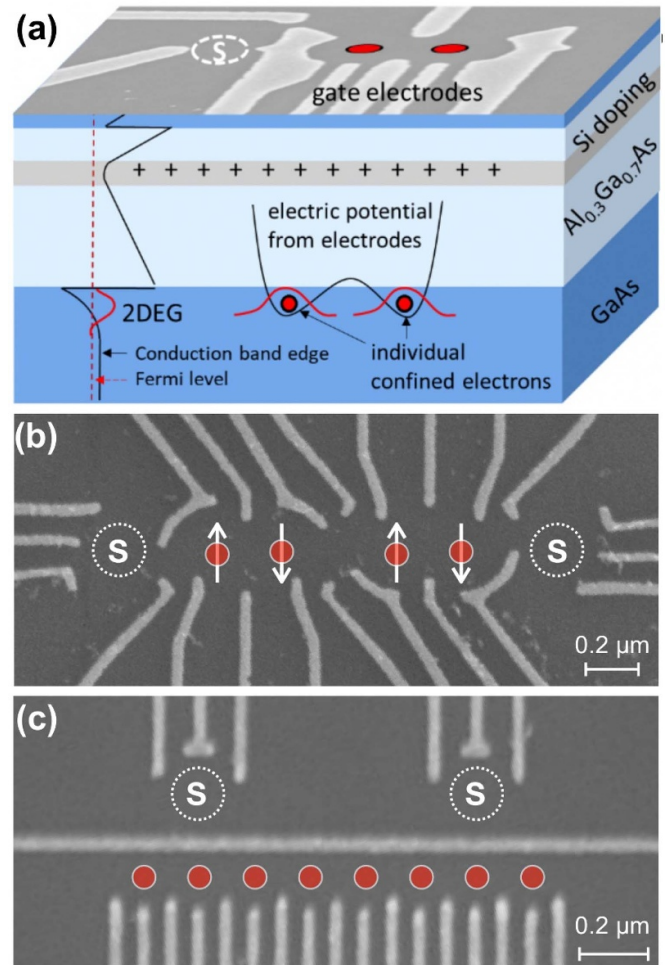 (a)
S
gate electrodes
Si doping
Al0.3Ga0.7As
GaAs
+ + + + + + + + + + + +
electric potential
from electrodes
2DEG
Conduction band edge
Fermi level
individual
confined electrons
(b)
S
S
0.2 μm
(c)
S
S
0.2 μm